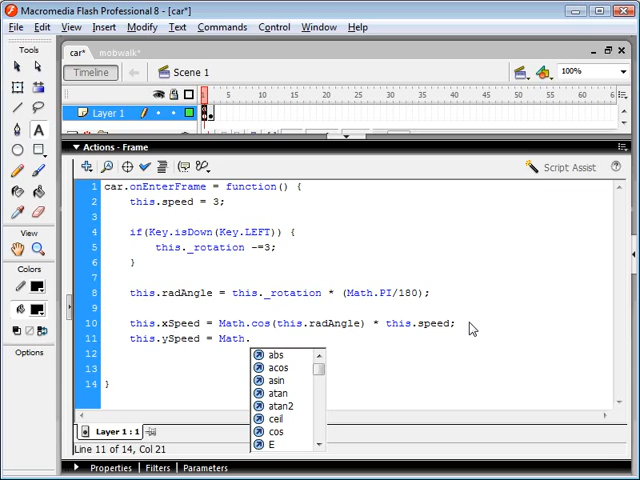 Macromedia Flash Professional 8 - [car*]
File Edit View Insert Modify Text Commands Control Window Help
Tools
car* mobwalk*
Timeline Scene 1 100%
1 5 10 15 20 25 30 35 40 45 50 55 60 6
Layer 1
Actions - Frame
Script Assist
1 car.onEnterFrame = function() {
2 this.speed = 3;
3
4 if(Key.isDown(Key.LEFT)) {
5 this._rotation -=3;
6 }
7
8 this.radAngle = this._rotation * (Math.PI/180);
9
10 this.xSpeed = Math.cos(this.radAngle) * this.speed;
11 this.ySpeed = Math.
12
13
14 }
abs
acos
asin
atan
atan2
ceil
cos
E
View
Colors
Options
Layer 1 : 1
Line 11 of 14, Col 21
Properties Filters Parameters